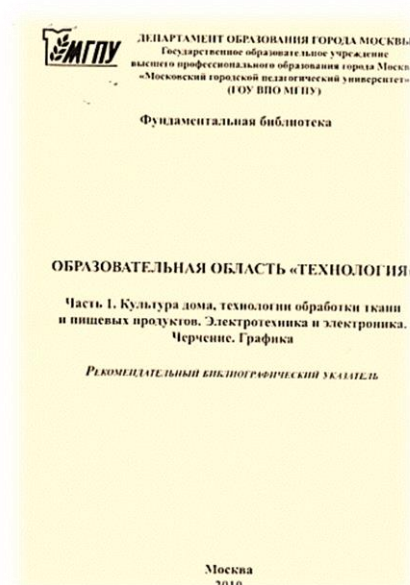 МГПУ
ДЕПАРТАМЕНТ ОБРАЗОВАНИЯ ГОРОДА МОСКВЫ
Государственное образовательное учреждение
высшего профессионального образования города Москв
«Московский городской педагогический университет»
(ГОУ ВПО МГПУ)
Фундаментальная библиотека
ОБРАЗОВАТЕЛЬНАЯ ОБЛАСТЬ «ТЕХНОЛОГИЯ»
Часть 1. Культура дома, технологии обработки ткани
и пищевых продуктов. Электротехника и электроника.
Черчение. Графика
РЕКОМЕНДАТЕЛЬНЫЙ БИБЛИОГРАФИЧЕСКИЙ УКАЗАТЕЛЬ
Москва
2010